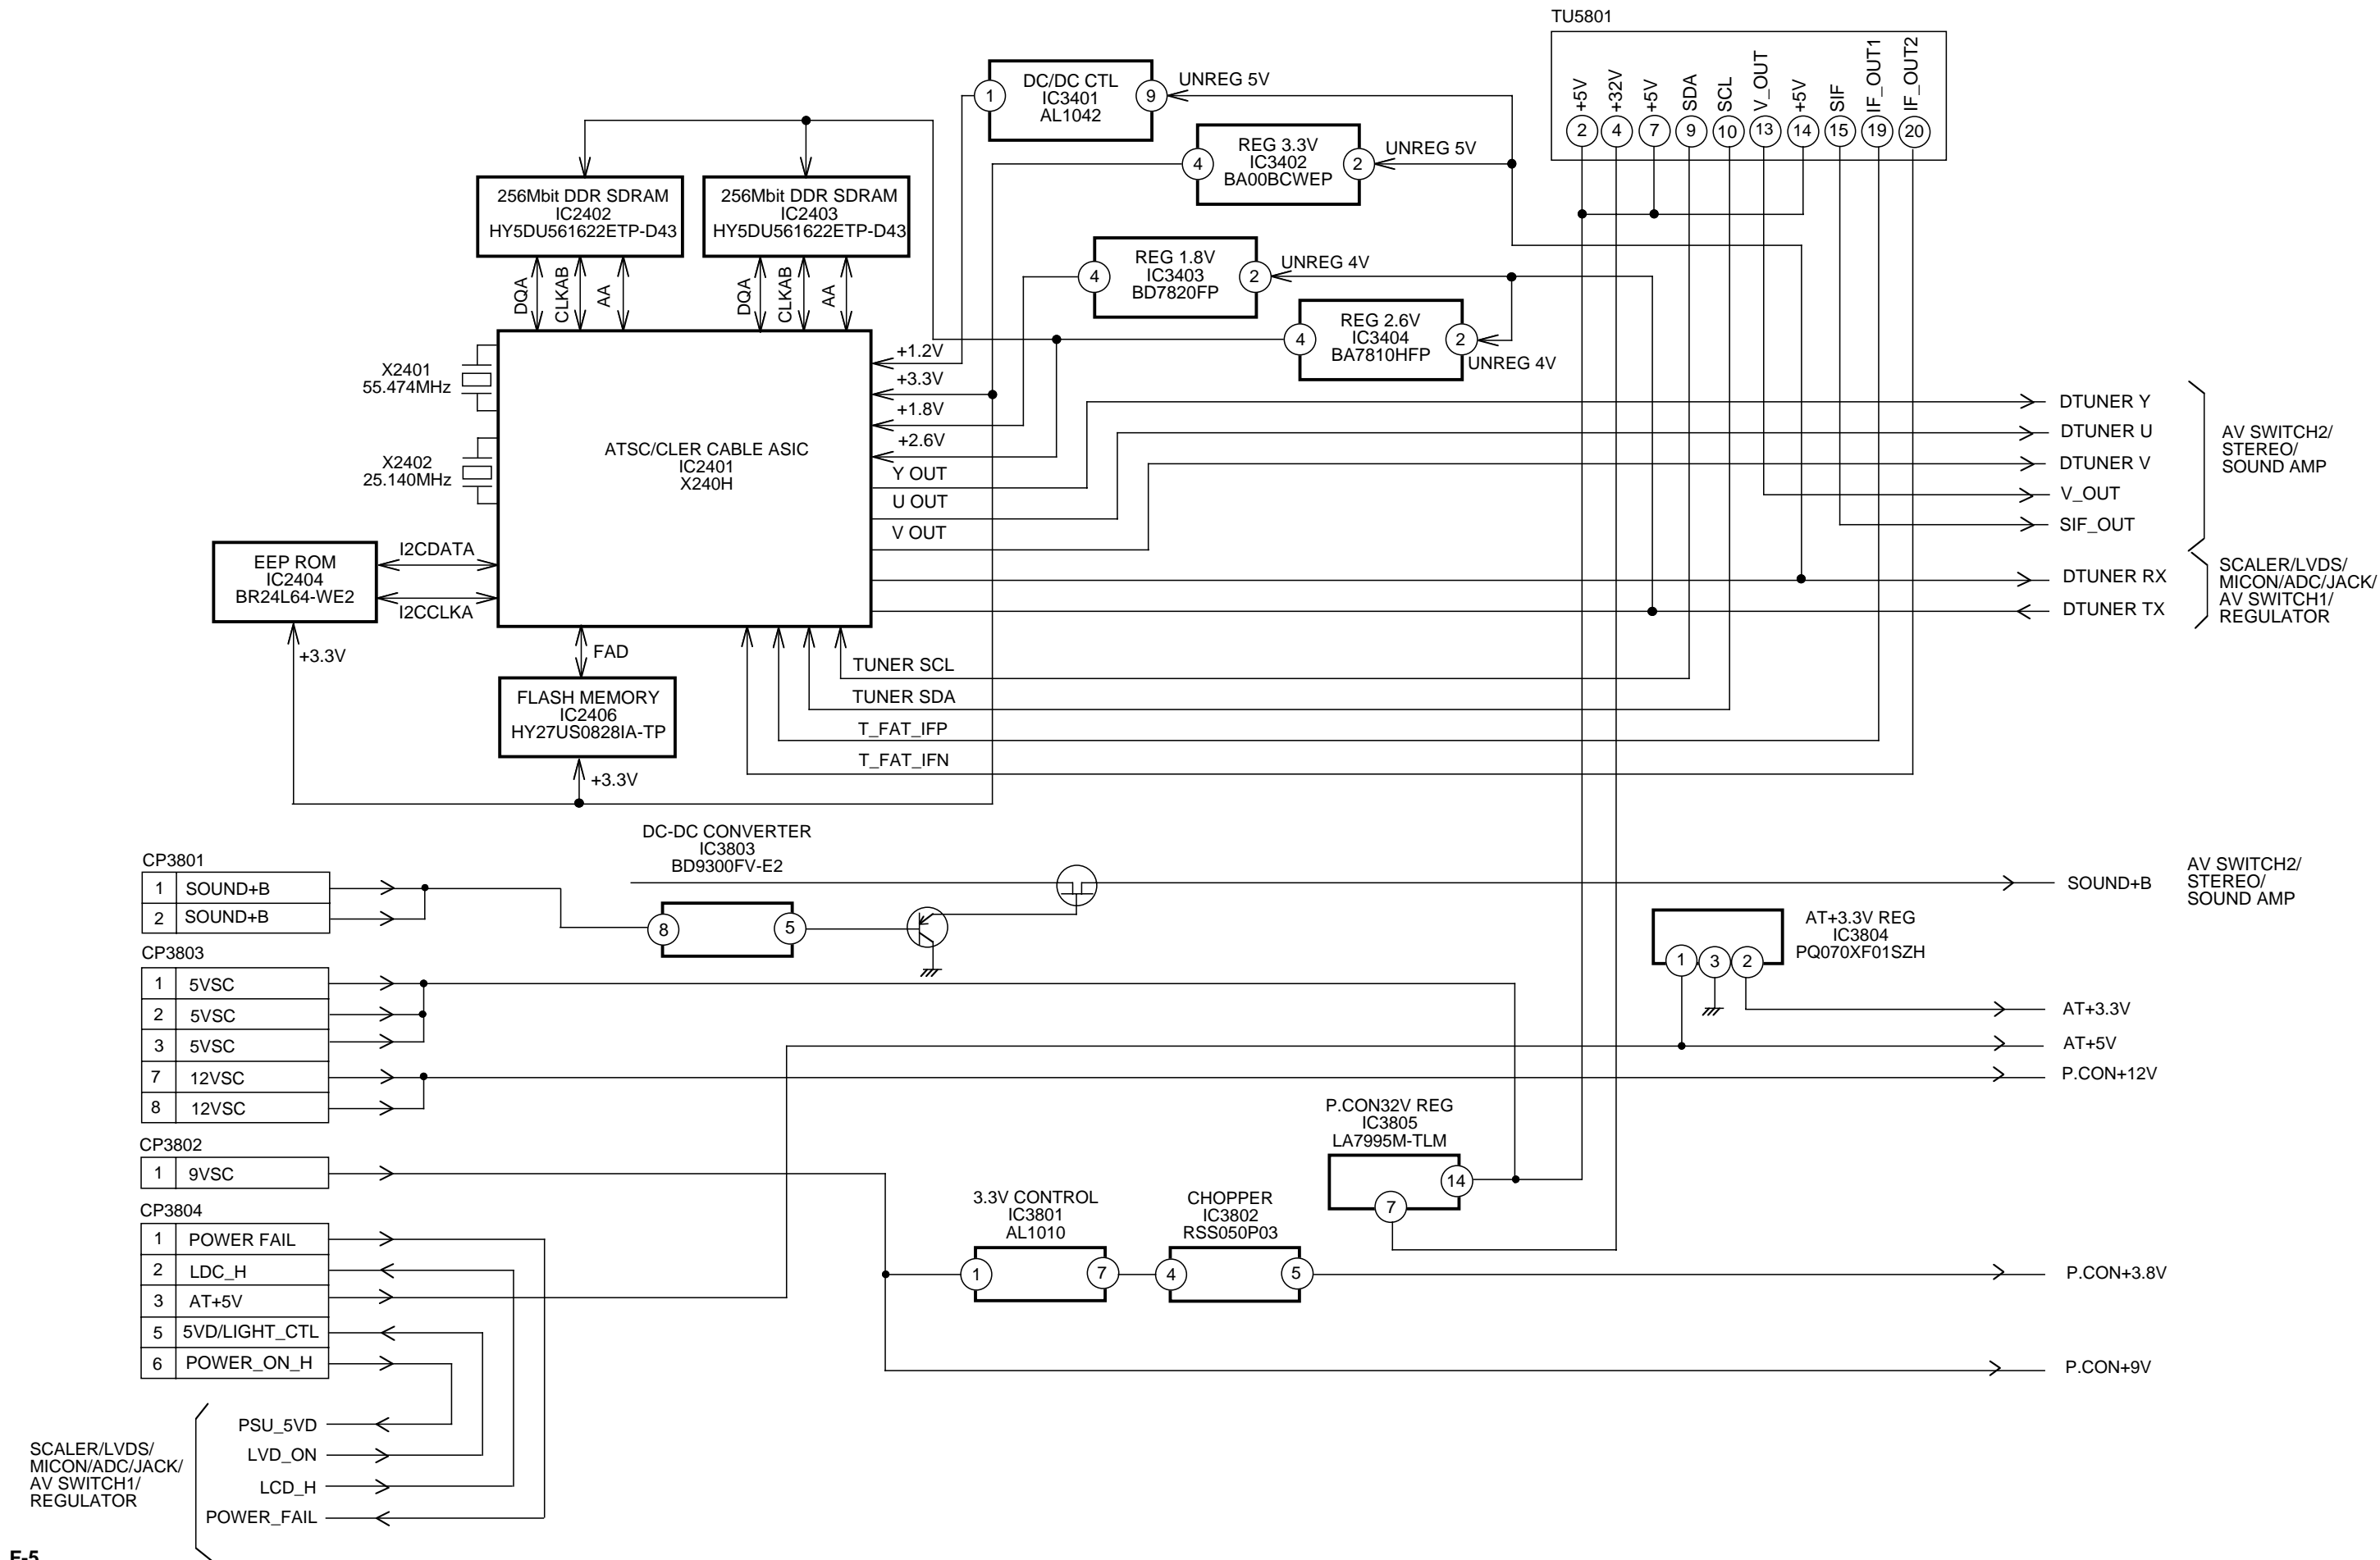 TU5801
+5V
+32V
+5V
SDA
SCL
V_OUT
+5V
SIF
IF_OUT1
IF_OUT2
2
4
7
9
10
13
14
15
19
20
DC/DC CTL
IC3401
AL1042
1
9
UNREG 5V
REG 3.3V
IC3402
BA00BCWEP
4
2
UNREG 5V
REG 1.8V
IC3403
BD7820FP
4
2
UNREG 4V
REG 2.6V
IC3404
BA7810HFP
4
2
UNREG 4V
256Mbit DDR SDRAM
IC2402
HY5DU561622ETP-D43
256Mbit DDR SDRAM
IC2403
HY5DU561622ETP-D43
DQA
CLKAB
AA
DQA
CLKAB
AA
X2401
55.474MHz
X2402
25.140MHz
ATSC/CLER CABLE ASIC
IC2401
X240H
+1.2V
+3.3V
+1.8V
+2.6V
Y OUT
U OUT
V OUT
DTUNER Y
DTUNER U
DTUNER V
V_OUT
SIF_OUT
AV SWITCH2/
STEREO/
SOUND AMP
DTUNER RX
DTUNER TX
SCALER/LVDS/
MICON/ADC/JACK/
AV SWITCH1/
REGULATOR
EEP ROM
IC2404
BR24L64-WE2
I2CDATA
I2CCLKA
+3.3V
FAD
FLASH MEMORY
IC2406
HY27US0828IA-TP
+3.3V
TUNER SCL
TUNER SDA
T_FAT_IFP
T_FAT_IFN
DC-DC CONVERTER
IC3803
BD9300FV-E2
8
5
CP3801
1 SOUND+B
2 SOUND+B
SOUND+B
AV SWITCH2/
STEREO/
SOUND AMP
CP3803
1 5VSC
2 5VSC
3 5VSC
7 12VSC
8 12VSC
AT+3.3V REG
IC3804
PQ070XF01SZH
1
3
2
AT+3.3V
AT+5V
P.CON+12V
CP3802
1 9VSC
P.CON32V REG
IC3805
LA7995M-TLM
14
7
3.3V CONTROL
IC3801
AL1010
1
7
CHOPPER
IC3802
RSS050P03
4
5
P.CON+3.8V
P.CON+9V
CP3804
1 POWER FAIL
2 LDC_H
3 AT+5V
5 5VD/LIGHT_CTL
6 POWER_ON_H
PSU_5VD
LVD_ON
LCD_H
POWER_FAIL
SCALER/LVDS/
MICON/ADC/JACK/
AV SWITCH1/
REGULATOR